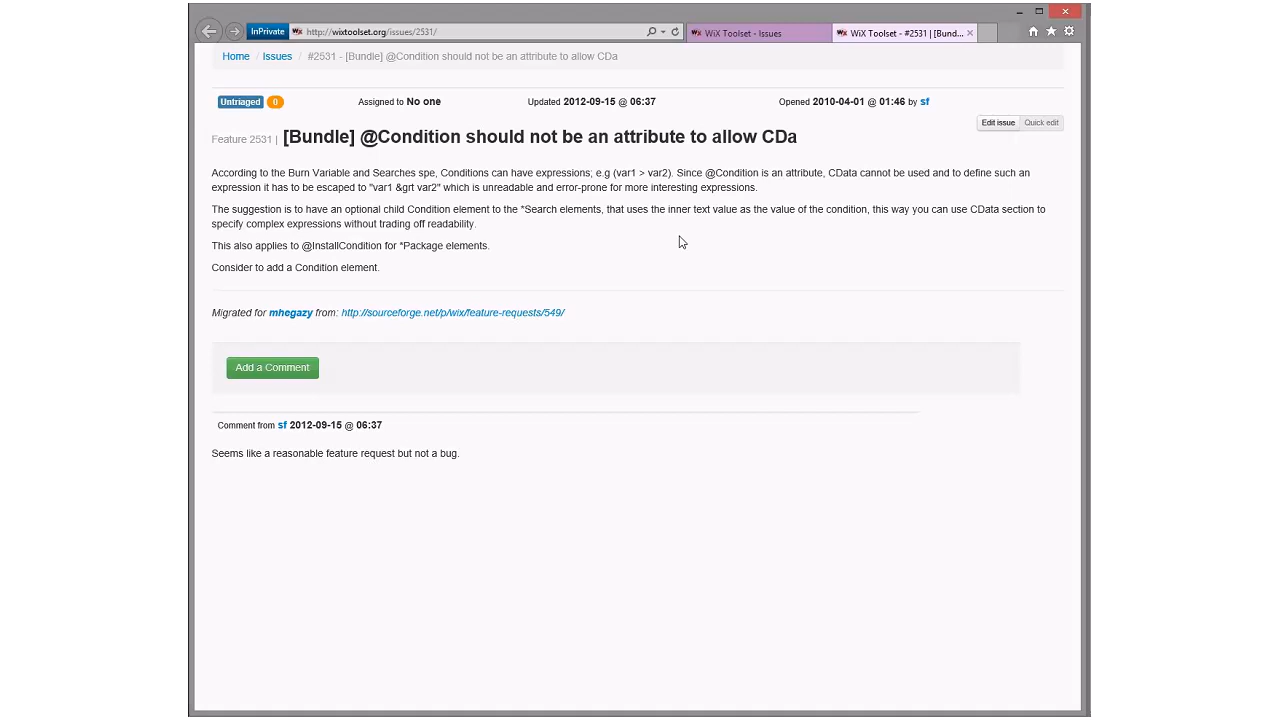 InPrivate http://wixtoolset.org/issues/2531/ WiX Toolset - Issues WiX Toolset - #2531 | [Bund...
Home / Issues / #2531 - [Bundle] @Condition should not be an attribute to allow CDa
Untriaged 0 Assigned to No one Updated 2012-09-15 @ 06:37 Opened 2010-04-01 @ 01:46 by sf
Edit issue Quick edit
Feature 2531 | [Bundle] @Condition should not be an attribute to allow CDa
According to the Burn Variable and Searches spe, Conditions can have expressions; e.g (var1 > var2). Since @Condition is an attribute, CData cannot be used and to define such an
expression it has to be escaped to "var1 &grt var2" which is unreadable and error-prone for more interesting expressions.
The suggestion is to have an optional child Condition element to the *Search elements, that uses the inner text value as the value of the condition, this way you can use CData section to
specify complex expressions without trading off readability.
This also applies to @InstallCondition for *Package elements.
Consider to add a Condition element.
Migrated for mhegazy from: http://sourceforge.net/p/wix/feature-requests/549/
Add a Comment
Comment from sf 2012-09-15 @ 06:37
Seems like a reasonable feature request but not a bug.